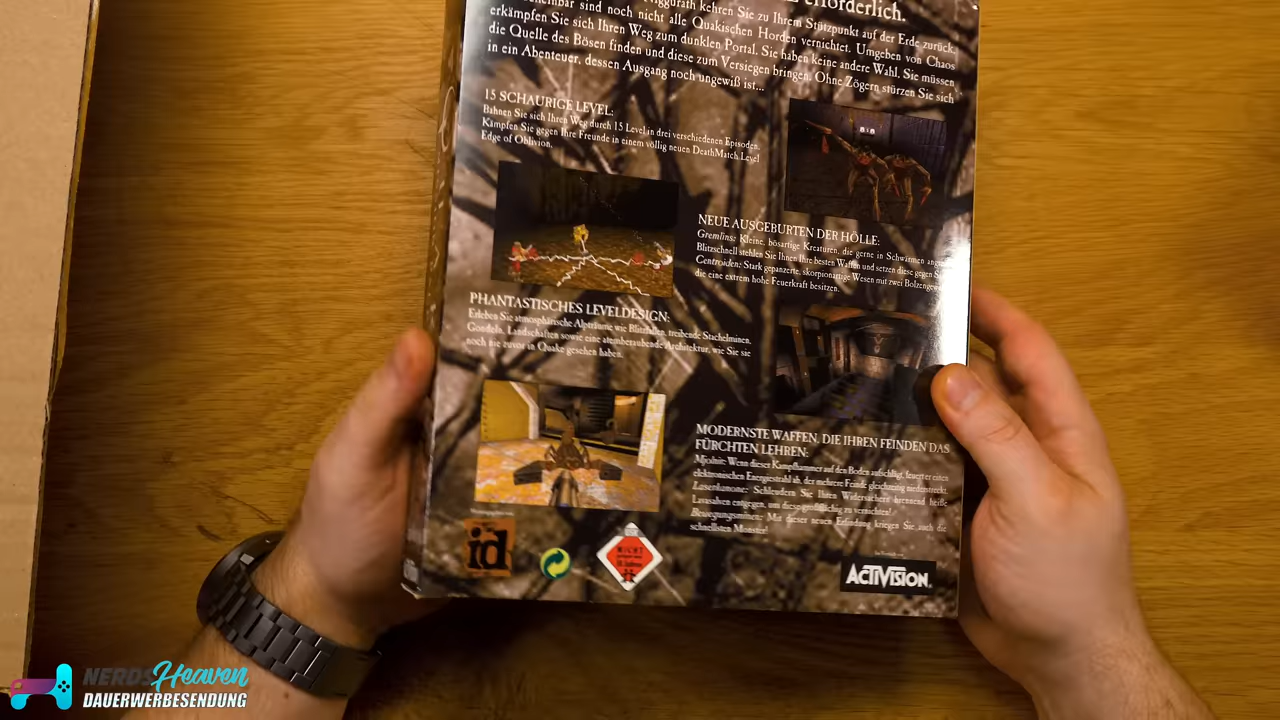 erforderlich.
kehren Sie zu Ihrem Stützpunkt auf der Erde zurück.
sind noch nicht alle Quakischen Horden vernichtet. Umgeben von Chaos
erkämpfen Sie sich Ihren Weg zum dunklen Portal. Sie haben keine andere Wahl. Sie müssen
die Quelle des Bösen finden und diese zum Versiegen bringen. Ohne Zögern stürzen Sie sich
in ein Abenteuer, dessen Ausgang noch ungewiß ist...
15 SCHAURIGE LEVEL:
Bahnen Sie sich Ihren Weg durch 15 Level in drei verschiedenen Episoden.
Kämpfen Sie gegen Ihre Freunde in einem völlig neuen DeathMatch Level
Edge of Oblivion.
NEUE AUSGEBURTEN DER HÖLLE:
Gremlins: Kleine, bösartige Kreaturen, die gerne in Schwärmen
Blitzschnell stehlen Sie Ihnen Ihre besten Waffen und setzen diese gegen
Centroiden: Stark gepanzerte, skorpionartige Wesen mit zwei
die eine extrem hohe Feuerkraft besitzen.
PHANTASTISCHES LEVELDESIGN:
Erleben Sie atmosphärische Alpträume wie Blitzfallen, treibende Stachelminen,
Gondeln, Landschaften sowie eine atemberaubende Architektur, wie Sie sie
noch nie zuvor in Quake gesehen haben.
MODERNSTE WAFFEN, DIE IHREN FEINDEN DAS
FÜRCHTEN LEHREN:
Mjolnir: Wenn dieser Kampfhammer auf den Boden aufschlägt, feuert er einen
elektronischen Energiestrahl ab, der mehrere Feinde gleichzeitig niederstreckt.
Laserkanone: Schleudern Sie Ihren Widersachern brennend heiße
Lavasalven entgegen, um diese großflächig zu vernichten!
Bewegungsminen: Mit dieser neuen Erfindung kriegen Sie auch die
schnellsten Monster!
id
NICHT
ACTIVISION.
NERDSHeaven
DAUERWERBESENDUNG